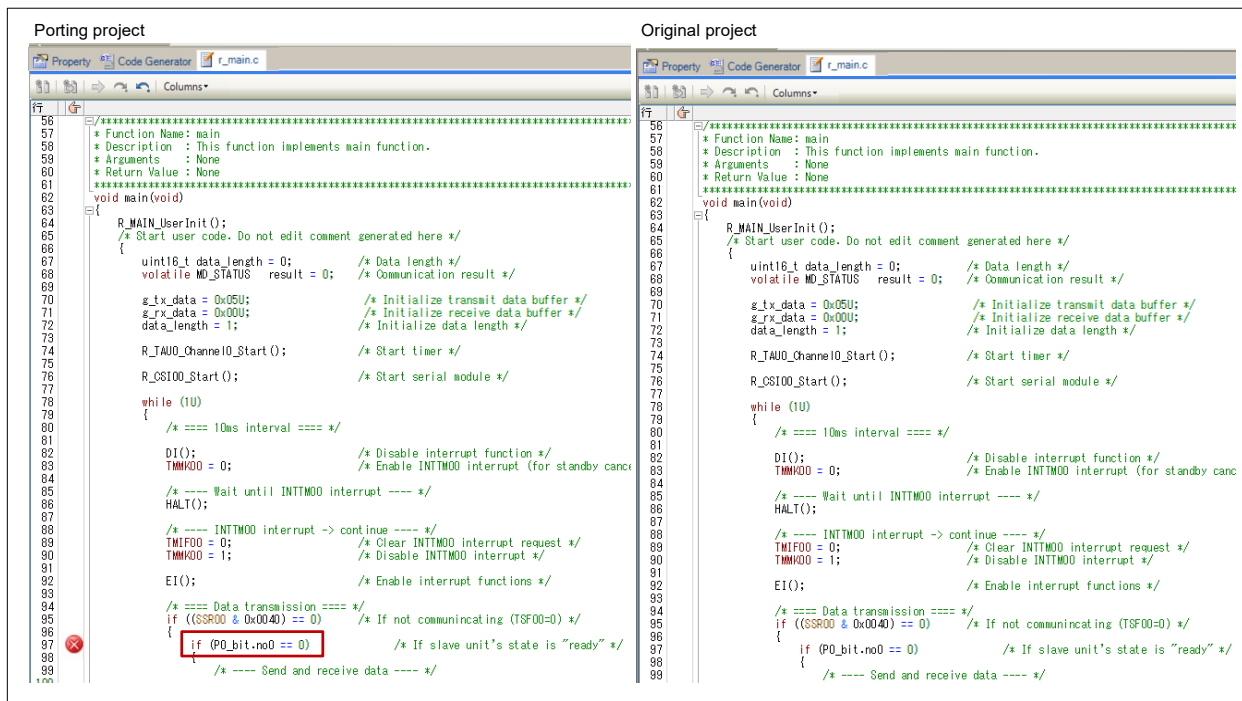 Porting project
Property Code Generator r_main.c
Columns
行
56 /******************************************************************************
57 * Function Name: main
58 * Description : This function implements main function.
59 * Arguments : None
60 * Return Value : None
61 ******************************************************************************
62 void main(void)
63 {
64 R_MAIN_UserInit();
65 /* Start user code. Do not edit comment generated here */
66 {
67 uint16_t data_length = 0; /* Data length */
68 volatile MD_STATUS result = 0; /* Communication result */
69
70 g_tx_data = 0x05U; /* Initialize transmit data buffer */
71 g_rx_data = 0x00U; /* Initialize receive data buffer */
72 data_length = 1; /* Initialize data length */
73
74 R_TAU0_Channel0_Start(); /* Start timer */
75
76 R_CSI00_Start(); /* Start serial module */
77
78 while (1U)
79 {
80 /* ==== 10ms interval ==== */
81
82 DI(); /* Disable interrupt function */
83 TMMK00 = 0; /* Enable INTTM00 interrupt (for standby cance
84
85 /* ---- Wait until INTTM00 interrupt ---- */
86 HALT();
87
88 /* ---- INTTM00 interrupt -> continue ---- */
89 TMIF00 = 0; /* Clear INTTM00 interrupt request */
90 TMMK00 = 1; /* Disable INTTM00 interrupt */
91
92 EI(); /* Enable interrupt functions */
93
94 /* ==== Data transmission ==== */
95 if ((SSR00 & 0x0040) == 0) /* If not communincating (TSF00=0) */
96 {
97 if (P0_bit.no0 == 0) /* If slave unit's state is "ready" */
98 {
99 /* ---- Send and receive data ---- */
100
Original project
Property Code Generator r_main.c
Columns
行
56 /******************************************************************************
57 * Function Name: main
58 * Description : This function implements main function.
59 * Arguments : None
60 * Return Value : None
61 ******************************************************************************
62 void main(void)
63 {
64 R_MAIN_UserInit();
65 /* Start user code. Do not edit comment generated here */
66 {
67 uint16_t data_length = 0; /* Data length */
68 volatile MD_STATUS result = 0; /* Communication result */
69
70 g_tx_data = 0x05U; /* Initialize transmit data buffer */
71 g_rx_data = 0x00U; /* Initialize receive data buffer */
72 data_length = 1; /* Initialize data length */
73
74 R_TAU0_Channel0_Start(); /* Start timer */
75
76 R_CSI00_Start(); /* Start serial module */
77
78 while (1U)
79 {
80 /* ==== 10ms interval ==== */
81
82 DI(); /* Disable interrupt function */
83 TMMK00 = 0; /* Enable INTTM00 interrupt (for standby canc
84
85 /* ---- Wait until INTTM00 interrupt ---- */
86 HALT();
87
88 /* ---- INTTM00 interrupt -> continue ---- */
89 TMIF00 = 0; /* Clear INTTM00 interrupt request */
90 TMMK00 = 1; /* Disable INTTM00 interrupt */
91
92 EI(); /* Enable interrupt functions */
93
94 /* ==== Data transmission ==== */
95 if ((SSR00 & 0x0040) == 0) /* If not communincating (TSF00=0) */
96 {
97 if (P0_bit.no0 == 0) /* If slave unit's state is "ready" */
98 {
99 /* ---- Send and receive data ---- */